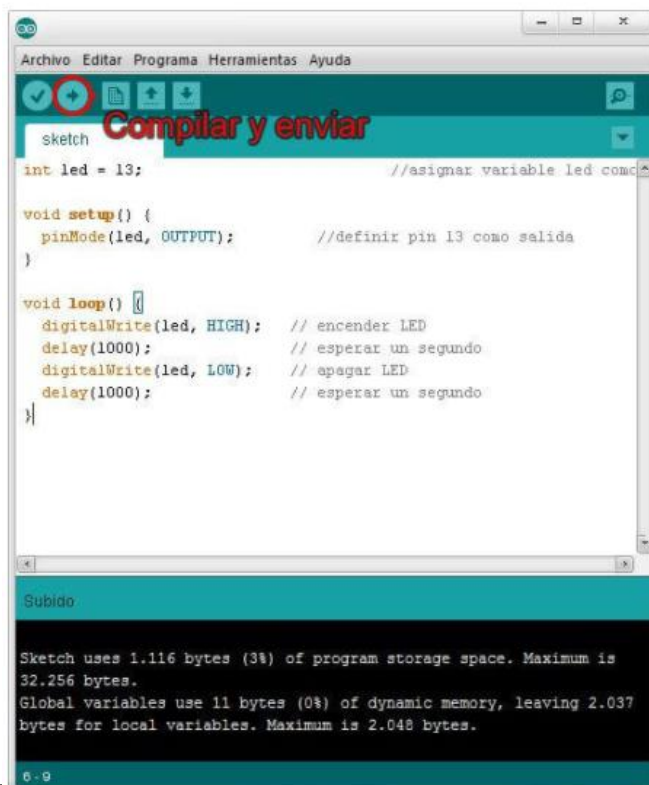 Archivo Editar Programa Herramientas Ayuda
Compilar y enviar
sketch
int led = 13; //asignar variable led como
void setup() {
pinMode(led, OUTPUT); //definir pin 13 como salida
}
void loop() {
digitalWrite(led, HIGH); // encender LED
delay(1000); // esperar un segundo
digitalWrite(led, LOW); // apagar LED
delay(1000); // esperar un segundo
}
Subido
Sketch uses 1.116 bytes (3%) of program storage space. Maximum is
32.256 bytes.
Global variables use 11 bytes (0%) of dynamic memory, leaving 2.037
bytes for local variables. Maximum is 2.048 bytes.
6 - 9